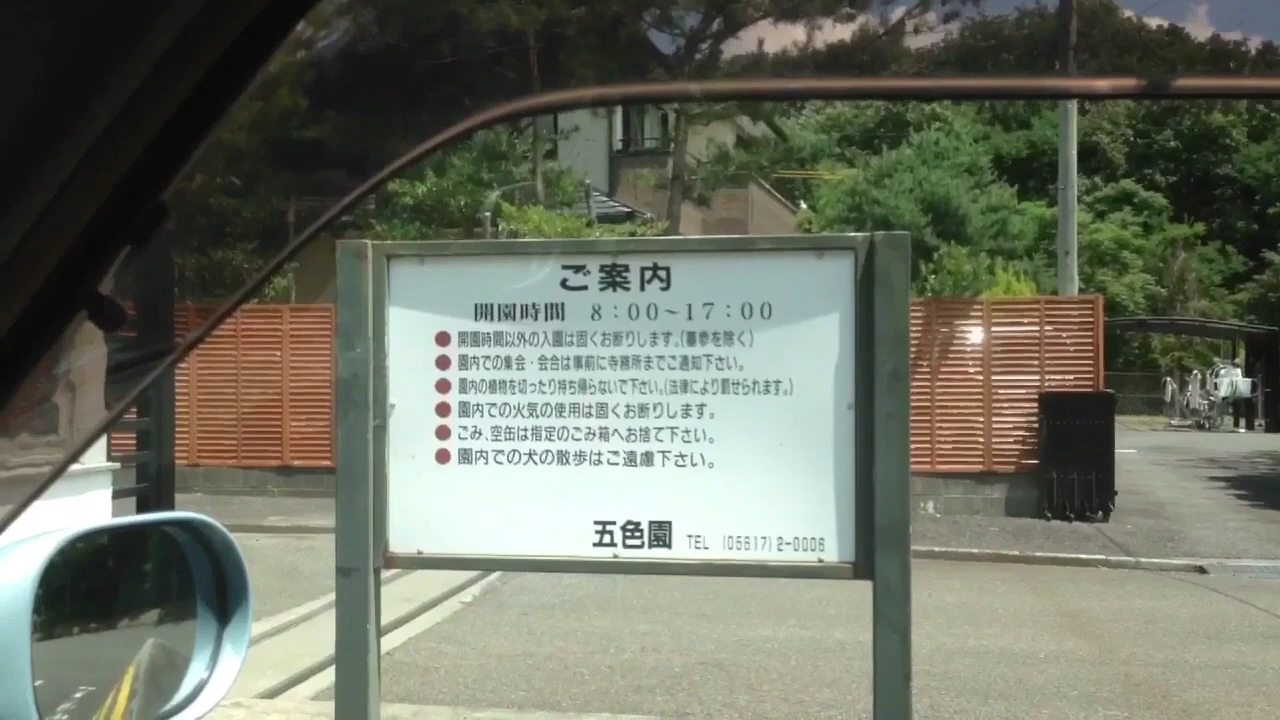 ご案内
開園時間 8:00～17:00
●開園時間以外の入園は固くお断りします。(墓参を除く)
●園内での集会・会合は事前に寺務所までご通知下さい。
●園内の植物を切ったり持ち帰らないで下さい。(法律により罰せられます。)
●園内での火気の使用は固くお断りします。
●ごみ、空缶は指定のごみ箱へお捨て下さい。
●園内での犬の散歩はご遠慮下さい。
五色園 TEL (05617)2-0006